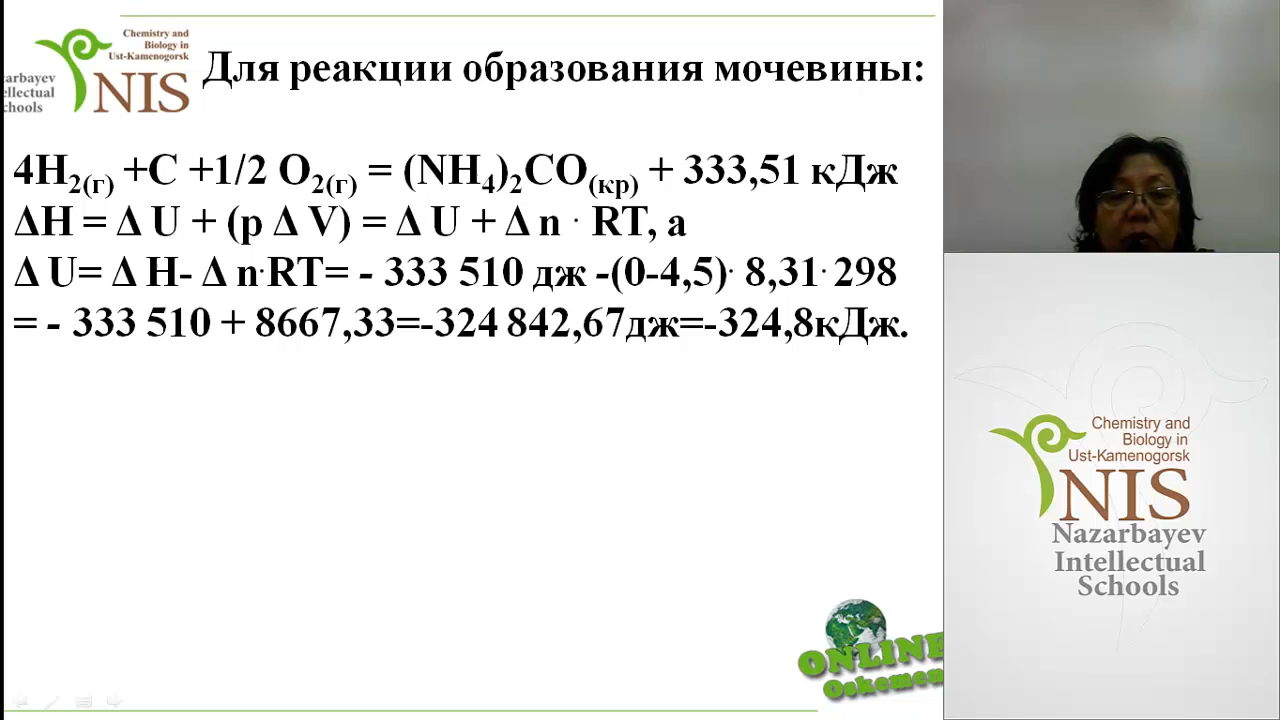 Chemistry and
Biology in
Ust-Kamenogorsk
NIS
zarbayev
ellectual
chools
Для реакции образования мочевины:
4H2(г) +C +1/2 O2(г) = (NH4)2CO(кр) + 333,51 кДж
ΔH = Δ U + (p Δ V) = Δ U + Δ n · RT, а
Δ U= Δ H- Δ n·RT= - 333 510 дж -(0-4,5)· 8,31· 298
= - 333 510 + 8667,33=-324 842,67дж=-324,8кДж.
ONLINE
Oskemen
Chemistry and
Biology in
Ust-Kamenogorsk
NIS
Nazarbayev
Intellectual
Schools